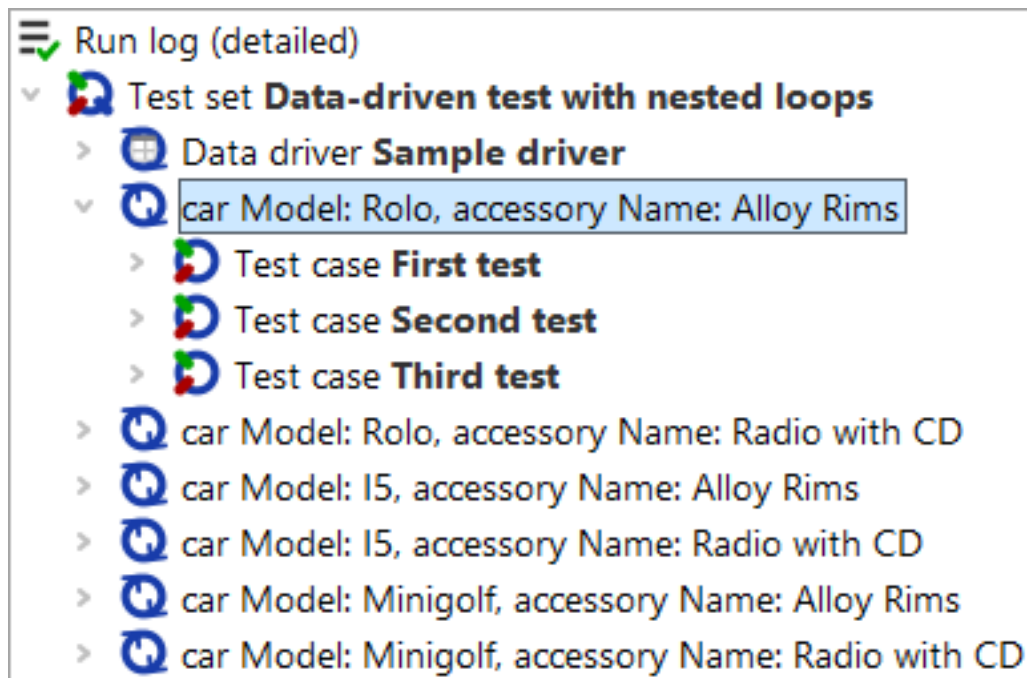 Run log (detailed)
Test set Data-driven test with nested loops
Data driver Sample driver
car Model: Rolo, accessory Name: Alloy Rims
Test case First test
Test case Second test
Test case Third test
car Model: Rolo, accessory Name: Radio with CD
car Model: I5, accessory Name: Alloy Rims
car Model: I5, accessory Name: Radio with CD
car Model: Minigolf, accessory Name: Alloy Rims
car Model: Minigolf, accessory Name: Radio with CD